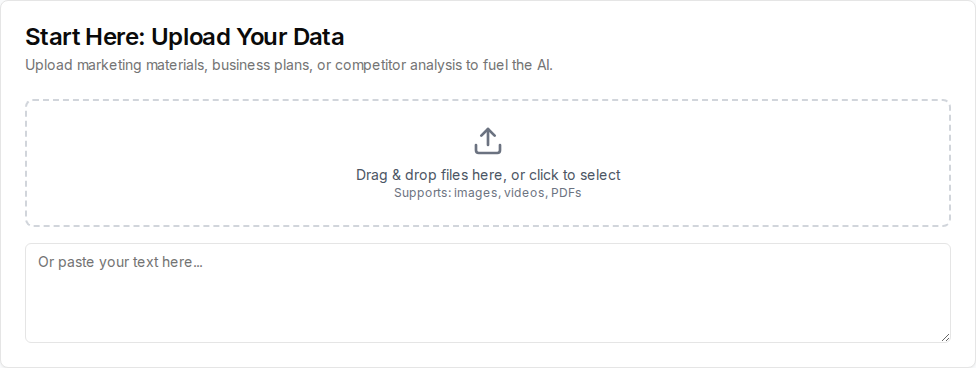 Start Here: Upload Your Data
Upload marketing materials, business plans, or competitor analysis to fuel the AI.
Drag & drop files here, or click to select
Supports: images, videos, PDFs
Or paste your text here...